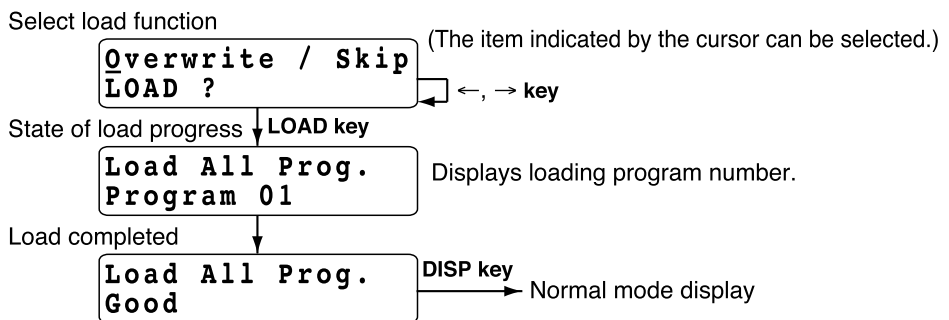 Select load function
(The item indicated by the cursor can be selected.)
Overwrite / Skip
LOAD ?
←, → key
State of load progress
LOAD key
Load All Prog.
Program 01
Displays loading program number.
Load completed
Load All Prog.
Good
DISP key
Normal mode display